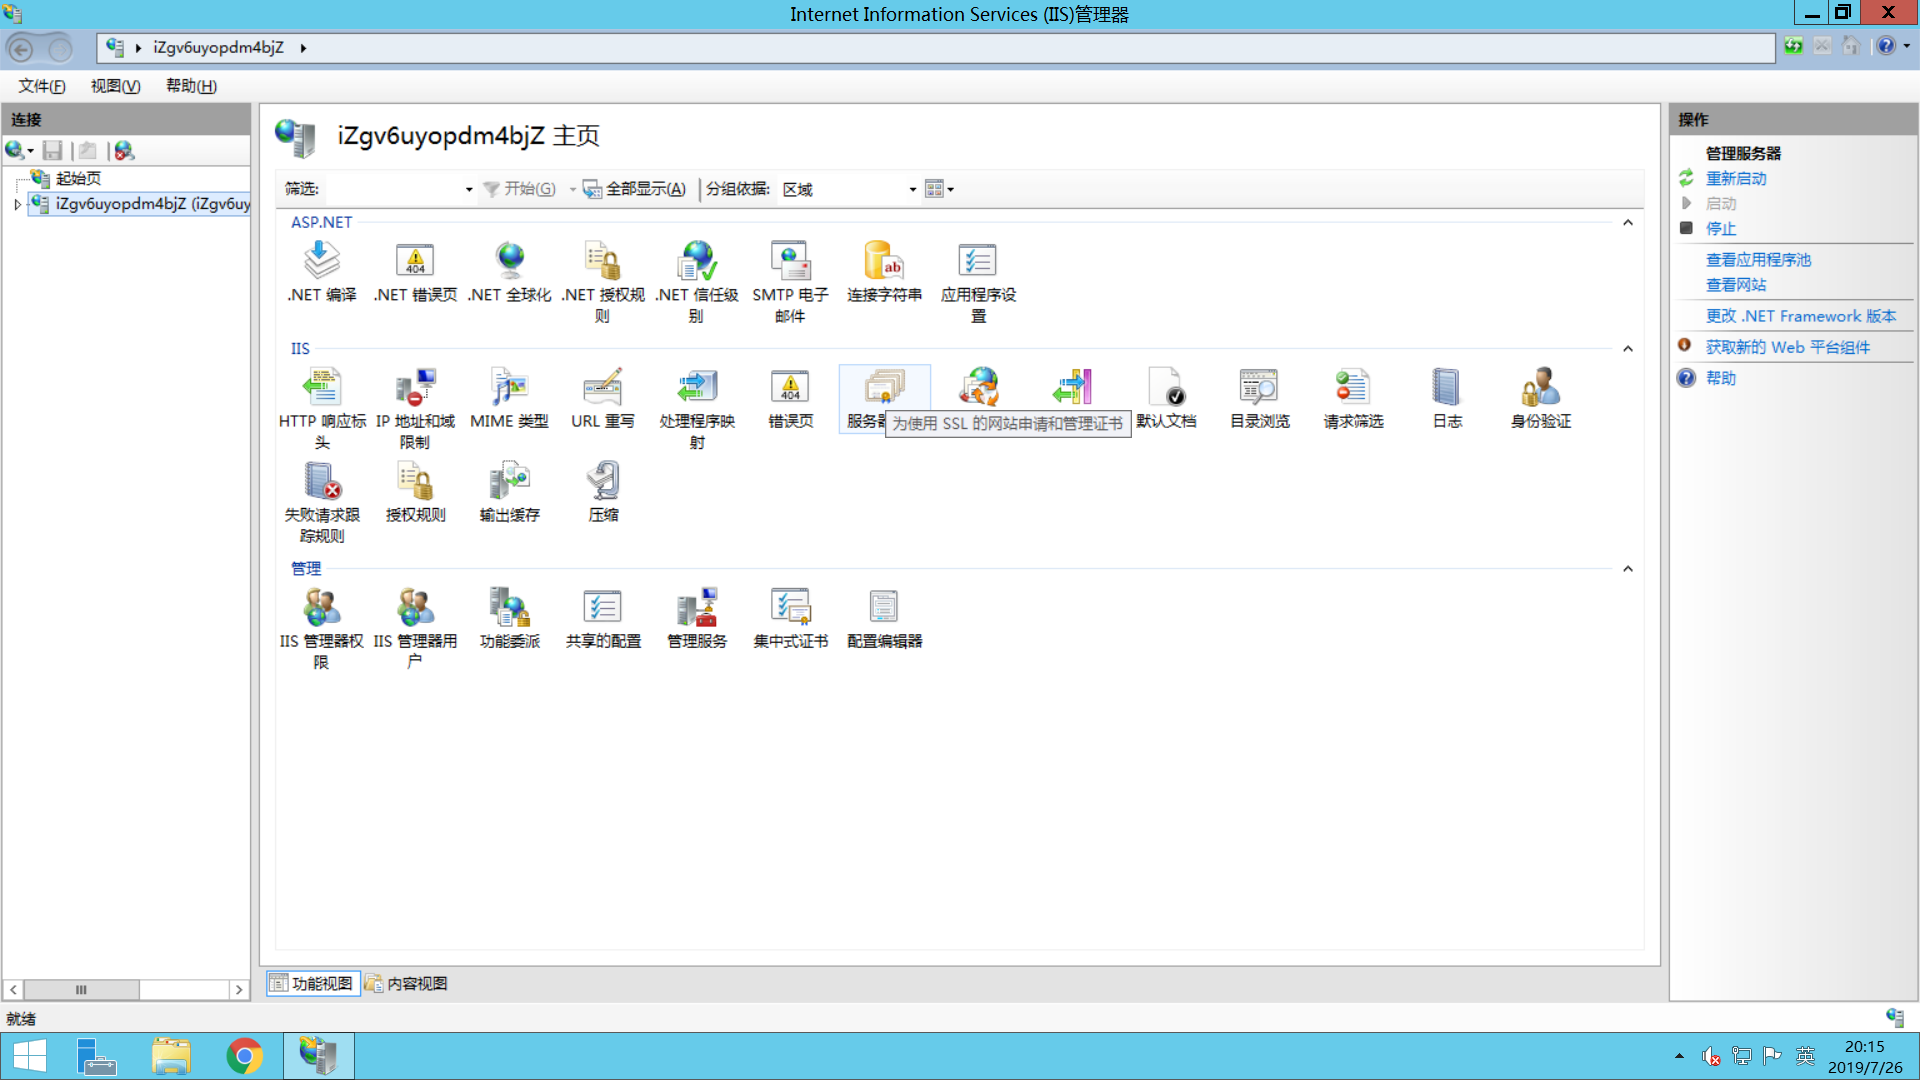 Internet Information Services (IIS)管理器
iZgv6uyopdm4bjZ
文件(F) 视图(V) 帮助(H)
连接
起始页
iZgv6uyopdm4bjZ (iZgv6uy
iZgv6uyopdm4bjZ 主页
筛选: 开始(G) 全部显示(A) 分组依据: 区域
ASP.NET
.NET 编译
.NET 错误页
.NET 全球化
.NET 授权规
则
.NET 信任级
别
SMTP 电子
邮件
连接字符串
应用程序设
置
IIS
HTTP 响应标
头
IP 地址和域
限制
MIME 类型
URL 重写
处理程序映
射
错误页
服务器
为使用 SSL 的网站申请和管理证书
默认文档
目录浏览
请求筛选
日志
身份验证
失败请求跟
踪规则
授权规则
输出缓存
压缩
管理
IIS 管理器权
限
IIS 管理器用
户
功能委派
共享的配置
管理服务
集中式证书
配置编辑器
功能视图 内容视图
操作
管理服务器
重新启动
启动
停止
查看应用程序池
查看网站
更改 .NET Framework 版本
获取新的 Web 平台组件
帮助
就绪
英
20:15
2019/7/26